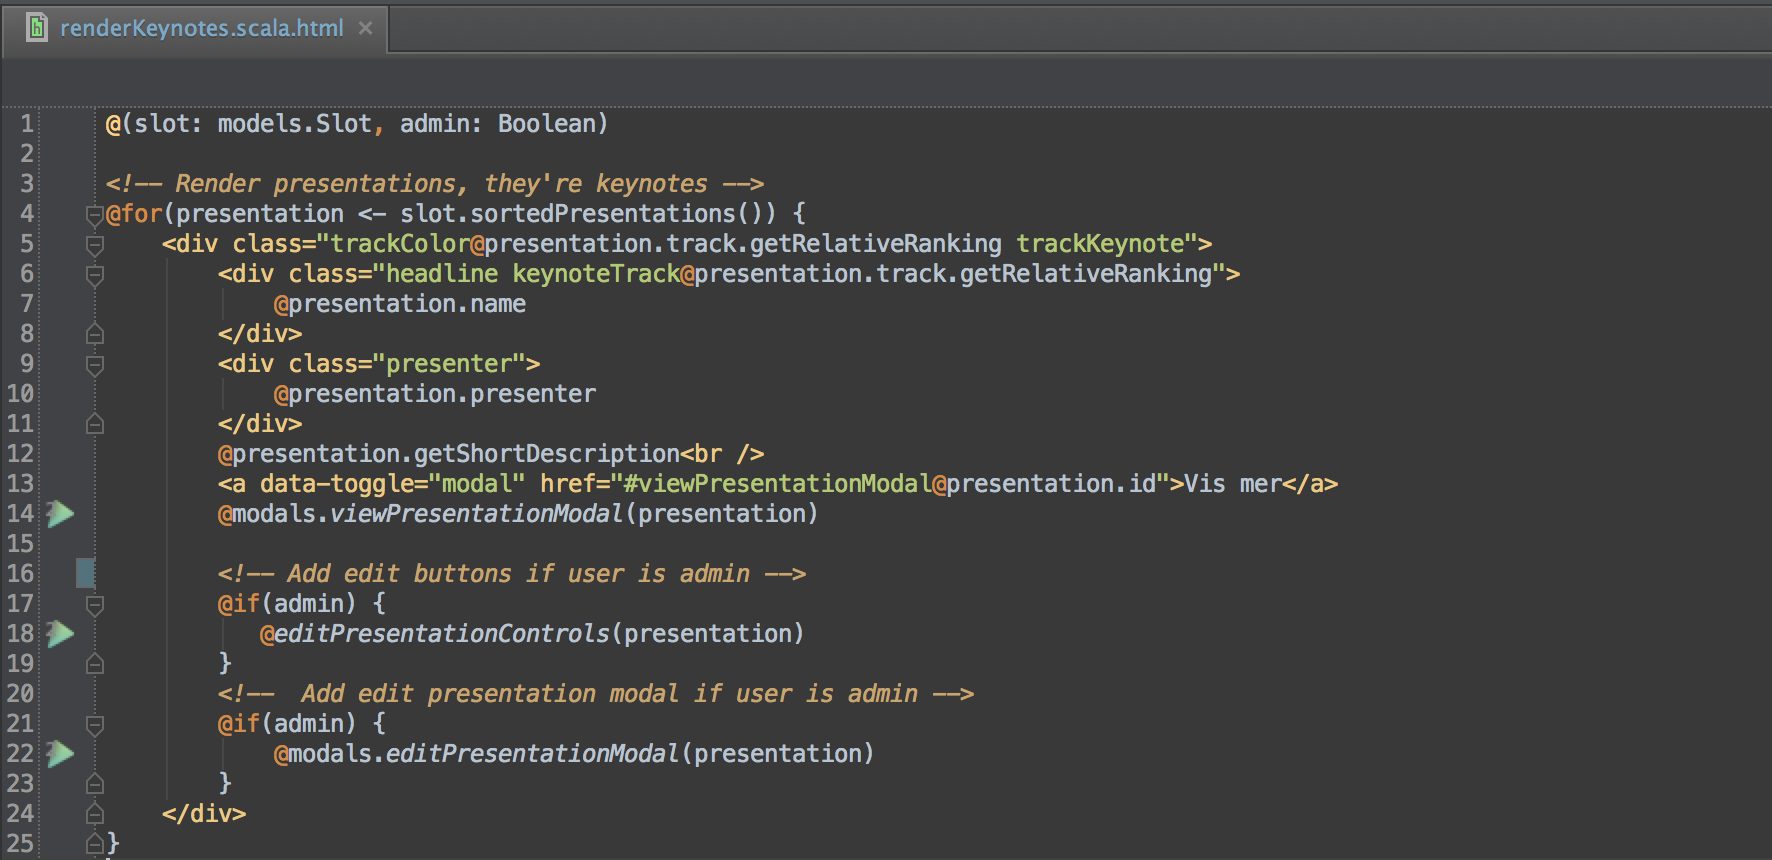 renderKeynotes.scala.html
1 @(slot: models.Slot, admin: Boolean)
2
3 <!-- Render presentations, they're keynotes -->
4 @for(presentation <- slot.sortedPresentations()) {
5     <div class="trackColor@presentation.track.getRelativeRanking trackKeynote">
6         <div class="headline keynoteTrack@presentation.track.getRelativeRanking">
7             @presentation.name
8         </div>
9         <div class="presenter">
10             @presentation.presenter
11         </div>
12         @presentation.getShortDescription<br />
13         <a data-toggle="modal" href="#viewPresentationModal@presentation.id">Vis mer</a>
14         @modals.viewPresentationModal(presentation)
15
16         <!-- Add edit buttons if user is admin -->
17         @if(admin) {
18            @editPresentationControls(presentation)
19         }
20         <!--  Add edit presentation modal if user is admin -->
21         @if(admin) {
22             @modals.editPresentationModal(presentation)
23         }
24     </div>
25 }